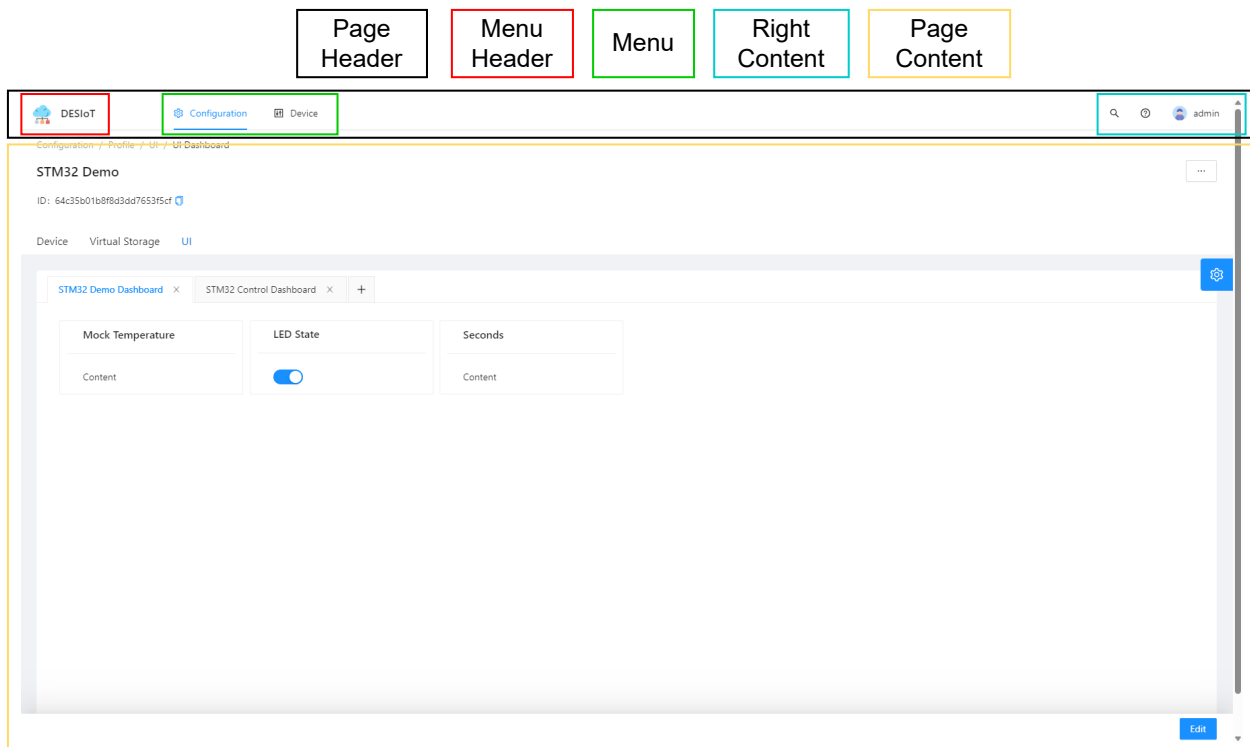 Page
Header
Menu
Header
Menu
Right
Content
Page
Content
DESIoT
Configuration
Device
admin
Configuration / Profile / UI / UI Dashboard
STM32 Demo
...
ID: 64c35b01b8f8d3dd7653f5cf
Device Virtual Storage UI
STM32 Demo Dashboard × STM32 Control Dashboard × +
Mock Temperature
LED State
Seconds
Content
Content
Edit